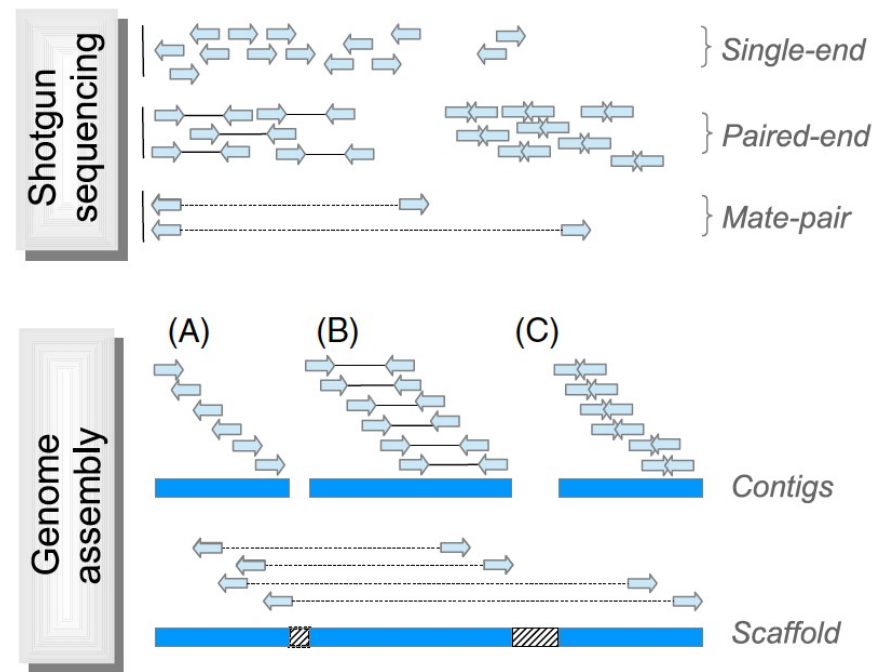 Shotgun
sequencing
Single-end
Paired-end
Mate-pair
Genome
assembly
(A)
(B)
(C)
Contigs
Scaffold